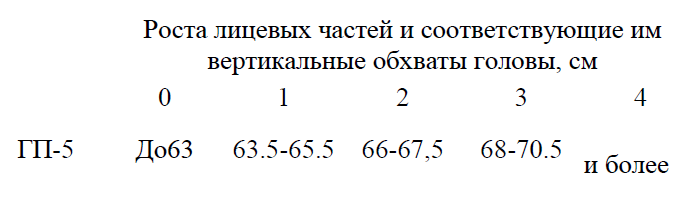 Роста лицевых частей и соответствующие им
вертикальные обхваты головы, см
0 1 2 3 4
ГП-5 До63 63.5-65.5 66-67,5 68-70.5 и более